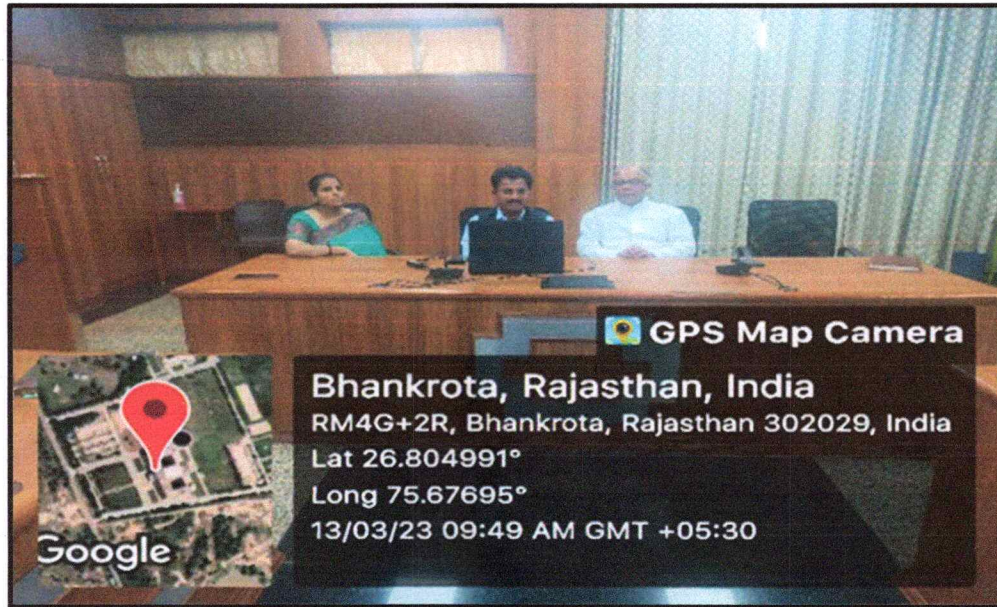 GPS Map Camera
Bhankrota, Rajasthan, India
RM4G+2R, Bhankrota, Rajasthan 302029, India
Lat 26.804991°
Long 75.67695°
13/03/23 09:49 AM GMT +05:30
Google